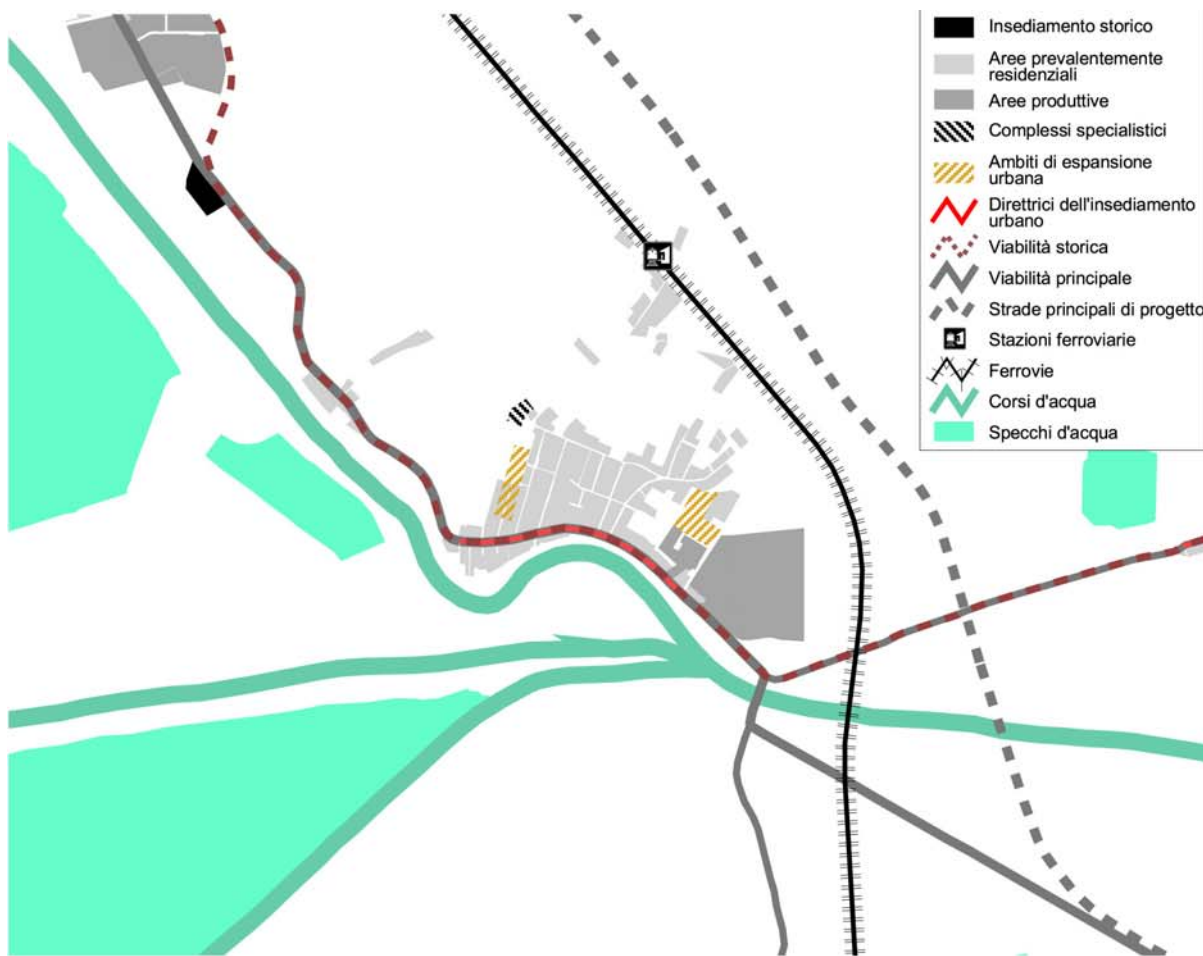 Insediamento storico
Aree prevalentemente
residenziali
Aree produttive
Complessi specialistici
Ambiti di espansione
urbana
Direttrici dell'insediamento
urbano
Viabilità storica
Viabilità principale
Strade principali di progetto
Stazioni ferroviarie
Ferrovie
Corsi d'acqua
Specchi d'acqua